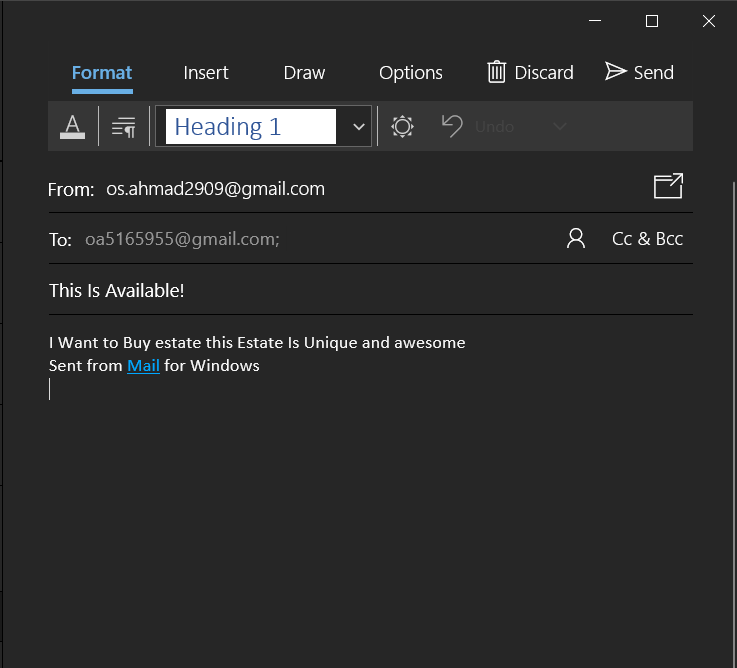 Format Insert Draw Options Discard Send
A Heading 1 Undo
From: os.ahmad2909@gmail.com
To: oa5165955@gmail.com; Cc & Bcc
This Is Available!
I Want to Buy estate this Estate Is Unique and awesome
Sent from Mail for Windows